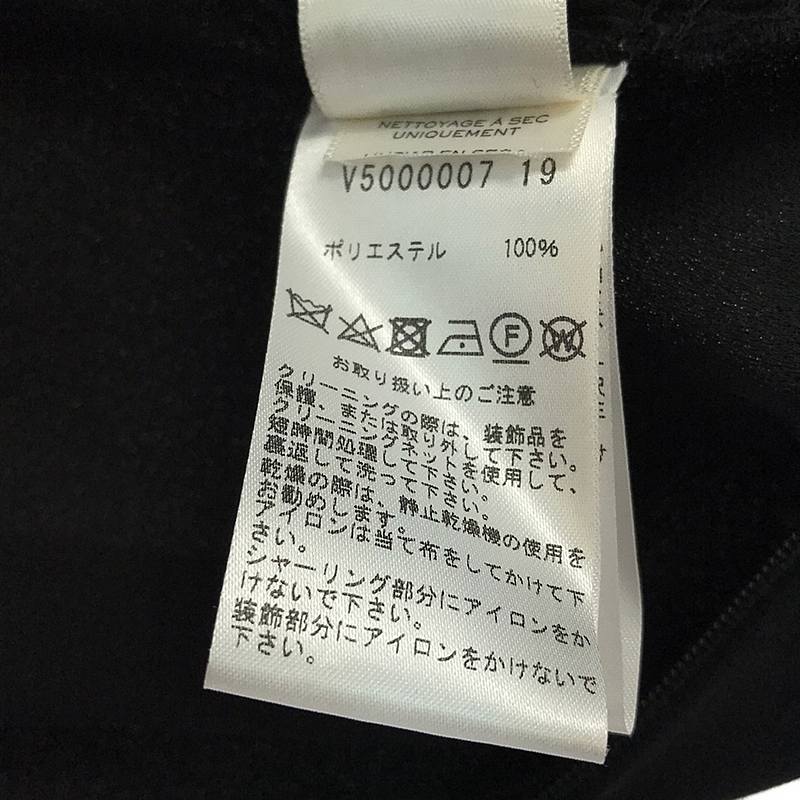 NETTOYAGE A SEC
UNIQUEMENT
V5000007 19
ポリエステル 100%
F
W
お取り扱い上のご注意
クリーニングの際は、装飾品を
保護、または取り外して下さい。
クリーニングネットを使用して、
短時間処理して下さい。
裏返して洗って下さい。
乾燥の際は、静止乾燥機の使用を
お勧めします。
アイロンは当て布をしてかけて下
さい。
シャーリング部分にアイロンをか
けないで下さい。
装飾部分にアイロンをかけないで
下さい。